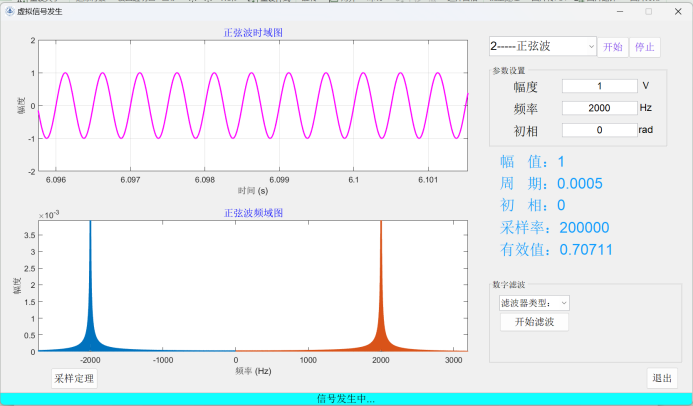 虚拟信号发生
正弦波时域图
2
1
0
-1
-2
幅度
6.096 6.097 6.098 6.099 6.1 6.101
时间 (s)
正弦波频域图
×10⁻³
3.5
3
2.5
2
1.5
1
0.5
0
幅度
-2000 -1000 0 1000 2000 3000
频率 (Hz)
采样定理
2-----正弦波 开始 停止
参数设置
幅度 1 V
频率 2000 Hz
初相 0 rad
幅 值：1
周 期：0.0005
初 相：0
采样率：200000
有效值：0.70711
数字滤波
滤波器类型：
开始滤波
退出
信号发生中...